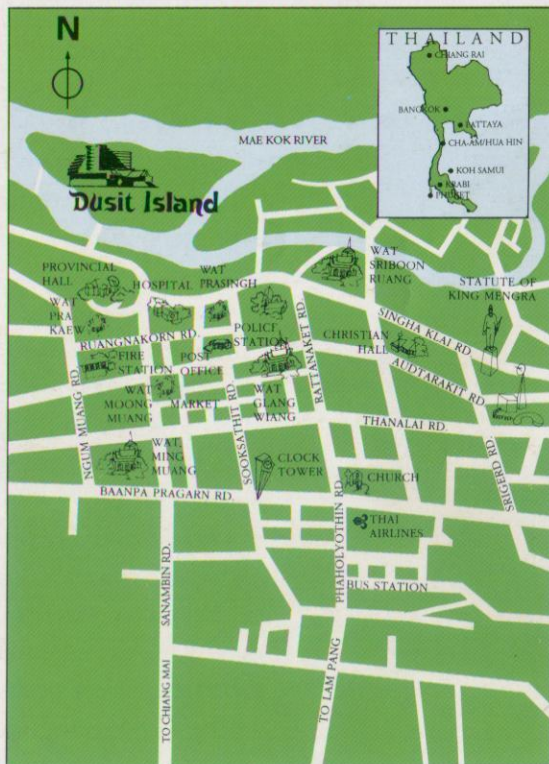 N
THAILAND
CHIANG RAI
BANGKOK
PATTAYA
CHA-AM/HUA HIN
KOH SAMUI
KRABI
PHUKET
MAE KOK RIVER
Dusit Island
PROVINCIAL
HALL
HOSPITAL
WAT
PRASINGH
WAT
SRIBOON
RUANG
STATUTE OF
KING MENGRA
WAT
PRA
KAEW
RUANGNAKORN RD.
POLICE
STATION
RATTANAKET RD.
CHRISTIAN
HALL
SINGHA KLAI RD.
AUDTARAKIT RD.
FIRE
STATION
POST
OFFICE
NGUM MUANG RD.
WAT
MOONG
MUANG
MARKET
SOOKSATHIT RD.
WAT
GLANG
WIANG
THANALAI RD.
SRIGERD RD.
WAT
MING
MUANG
CLOCK
TOWER
CHURCH
BAANPA PRAGARN RD.
THAI
AIRLINES
PHAHOLYOTHIN RD.
BUS STATION
SANAMBIN RD.
TO CHIANG MAI
TO LAM PANG